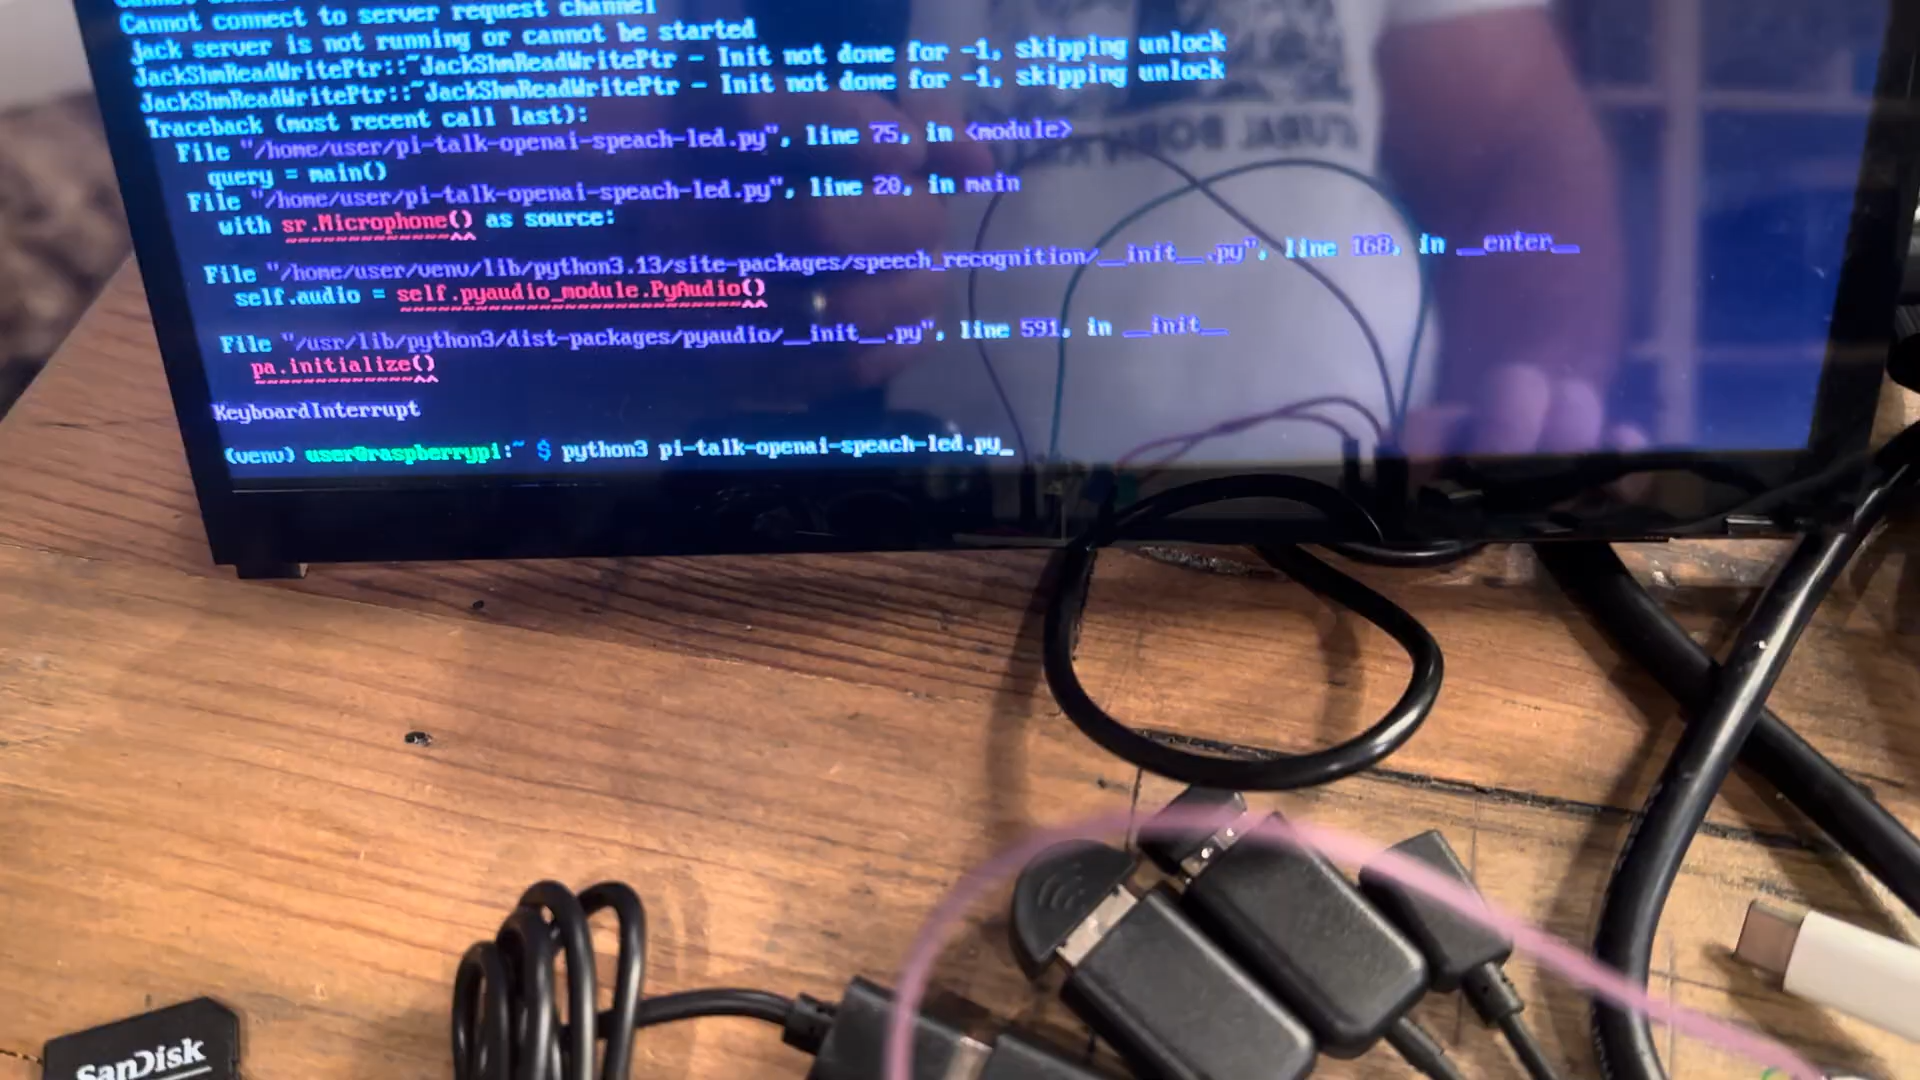 Cannot connect to server request channel
jack server is not running or cannot be started
JackShmReadWritePtr::~JackShmReadWritePtr - Init not done for -1, skipping unlock
JackShmReadWritePtr::~JackShmReadWritePtr - Init not done for -1, skipping unlock
Traceback (most recent call last):
File "/home/user/pi-talk-openai-speach-led.py", line 75, in <module>
query = main()
File "/home/user/pi-talk-openai-speach-led.py", line 20, in main
with sr.Microphone() as source:
~~~~~~~~~~~~~^^
File "/home/user/venv/lib/python3.13/site-packages/speech_recognition/__init__.py", line 168, in __enter__
self.audio = self.pyaudio_module.PyAudio()
~~~~~~~~~~~~~~~~~~~~~~~~~~~^^
File "/usr/lib/python3/dist-packages/pyaudio/__init__.py", line 591, in __init__
pa.initialize()
~~~~~~~~~~~~~^^
KeyboardInterrupt
(venv) user@raspberrypi:~ $ python3 pi-talk-openai-speach-led.py_
SanDisk